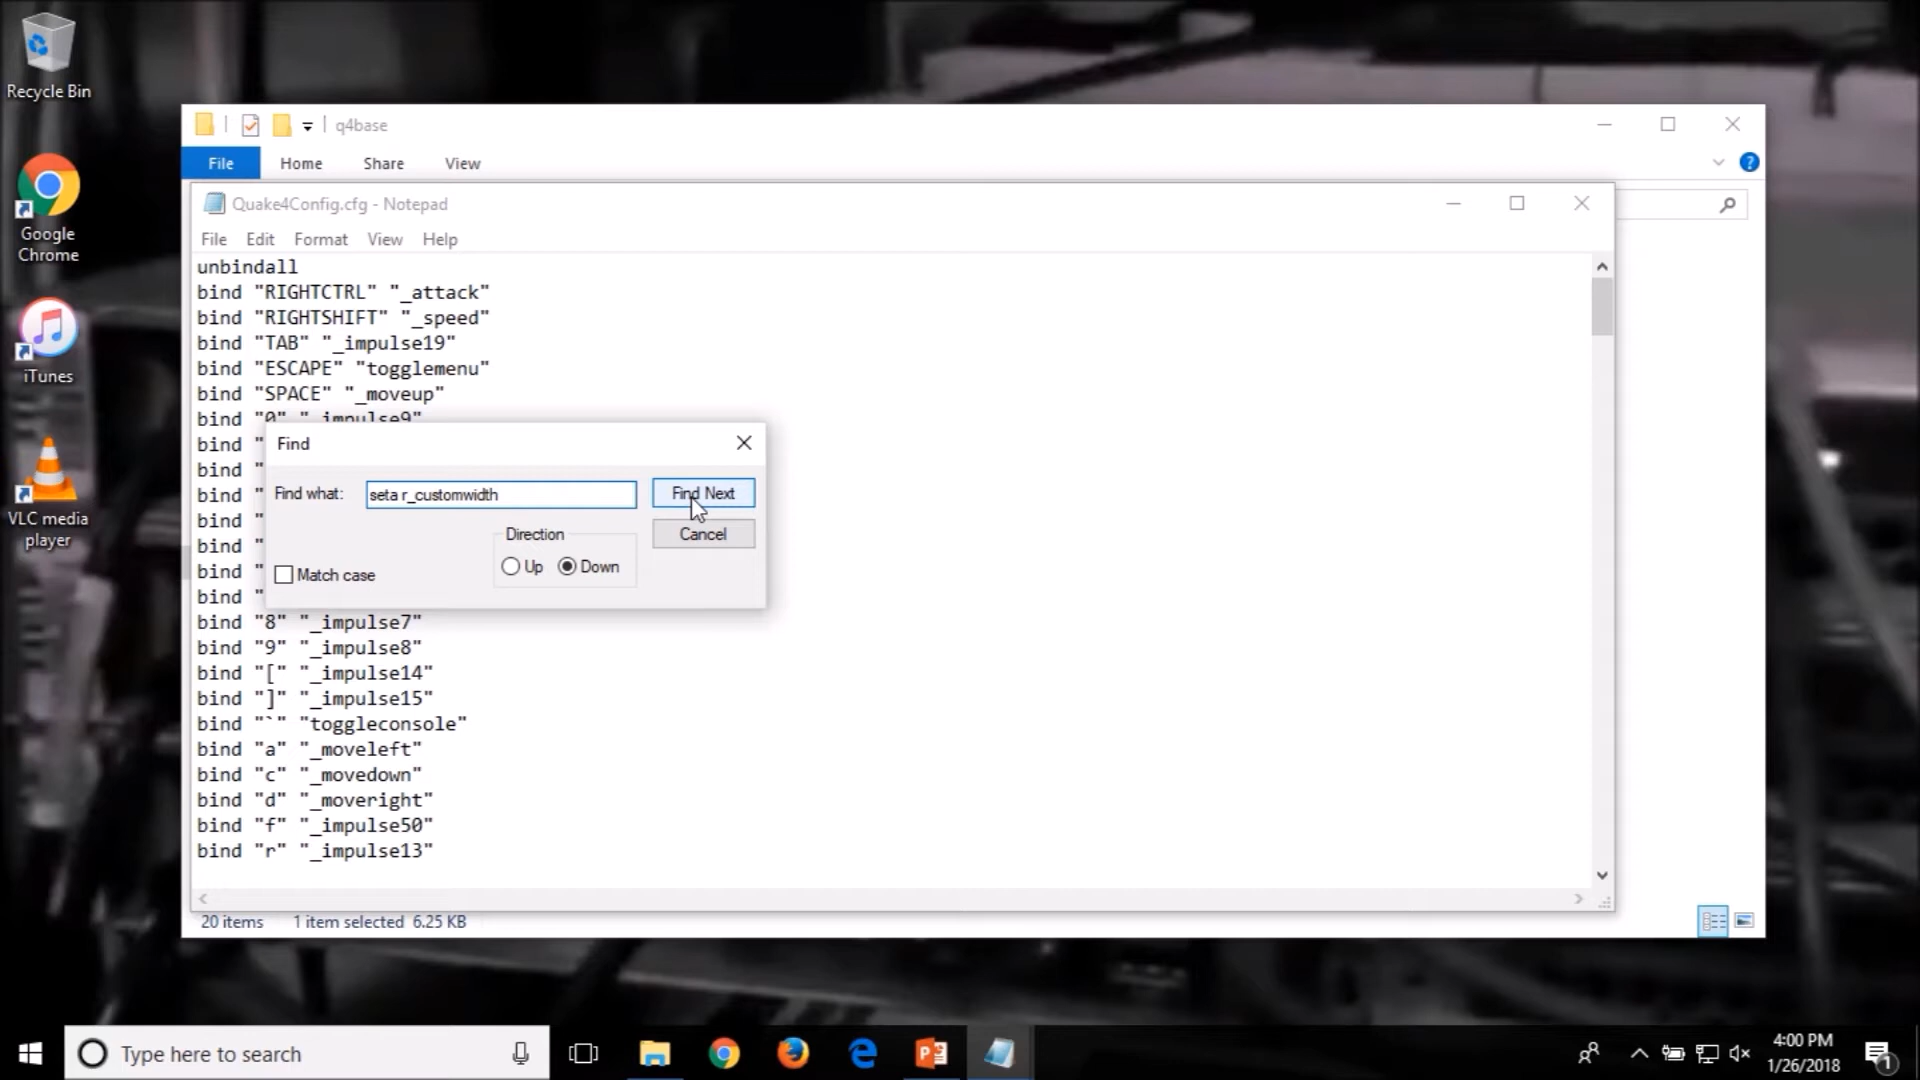 Recycle Bin
Google
Chrome
iTunes
VLC media
player
q4base
File Home Share View
?
Quake4Config.cfg - Notepad
File Edit Format View Help
unbindall
bind "RIGHTCTRL" "_attack"
bind "RIGHTSHIFT" "_speed"
bind "TAB" "_impulse19"
bind "ESCAPE" "togglemenu"
bind "SPACE" "_moveup"
bind "0" "_impulse9"
bind "
bind "
bind "
bind "
bind "
bind "
bind "
bind "8" "_impulse7"
bind "9" "_impulse8"
bind "[" "_impulse14"
bind "]" "_impulse15"
bind "`" "toggleconsole"
bind "a" "_moveleft"
bind "c" "_movedown"
bind "d" "_moveright"
bind "f" "_impulse50"
bind "r" "_impulse13"
Find
Find what: seta r_customwidth Find Next
Cancel
Direction
Up Down
Match case
20 items 1 item selected 6.25 KB
Type here to search
4:00 PM
1/26/2018
1